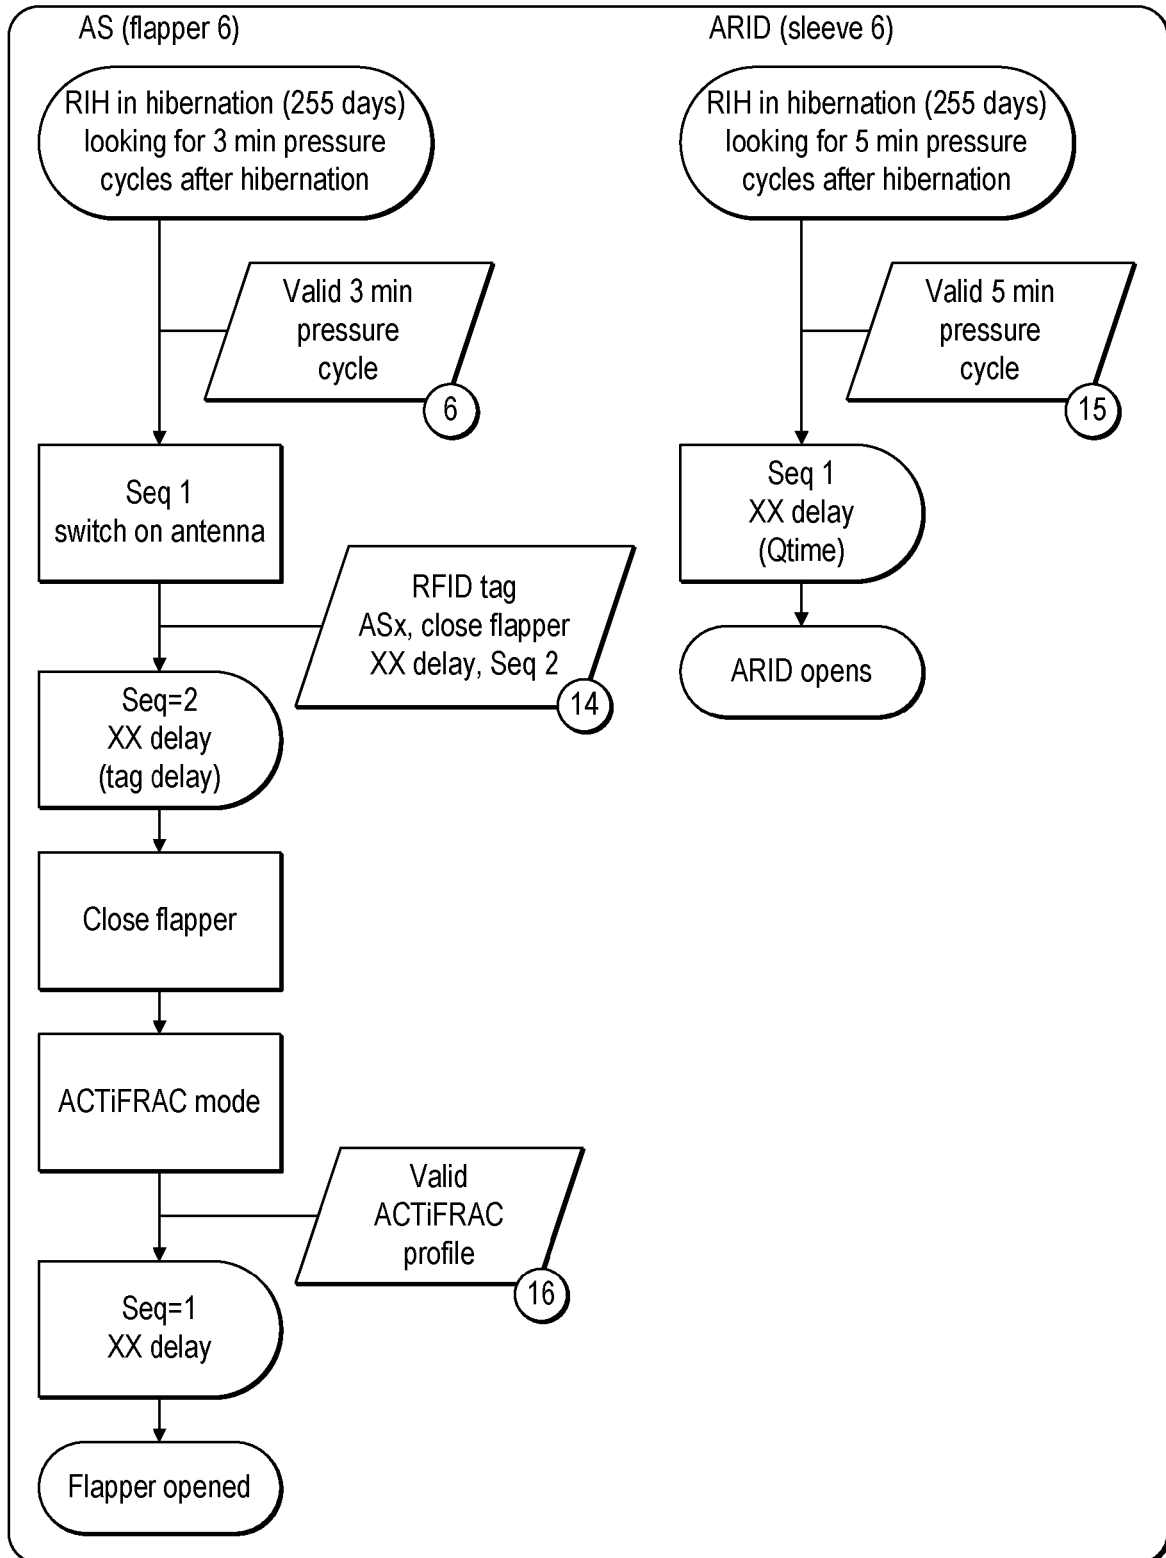 AS (flapper 6)
RIH in hibernation (255 days)
looking for 3 min pressure
cycles after hibernation
Valid 3 min
pressure
cycle
6
Seq 1
switch on antenna
RFID tag
ASx, close flapper
XX delay, Seq 2
14
Seq=2
XX delay
(tag delay)
Close flapper
ACTiFRAC mode
Valid
ACTiFRAC
profile
16
Seq=1
XX delay
Flapper opened
ARID (sleeve 6)
RIH in hibernation (255 days)
looking for 5 min pressure
cycles after hibernation
Valid 5 min
pressure
cycle
15
Seq 1
XX delay
(Qtime)
ARID opens